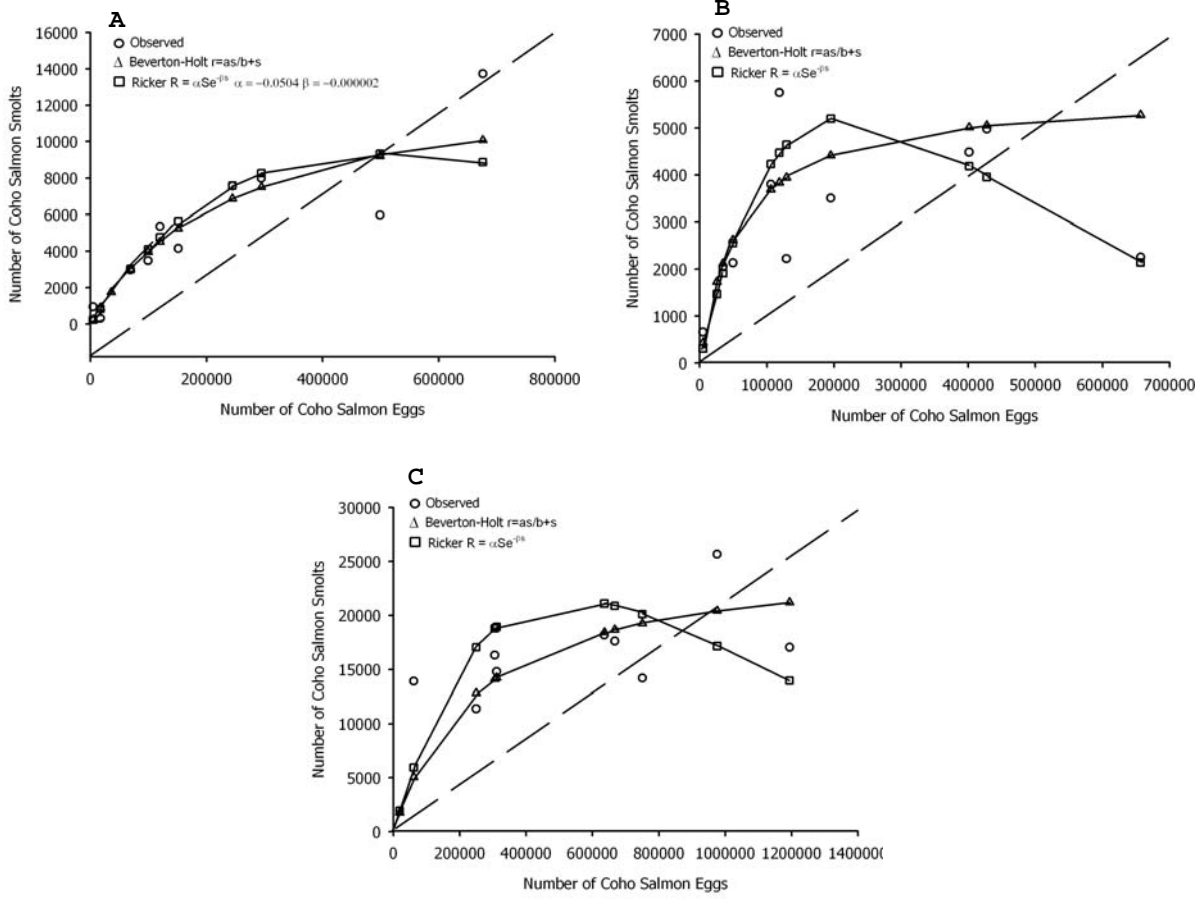 A
Number of Coho Salmon Smolts
16000
14000
12000
10000
8000
6000
4000
2000
0
Observed
Beverton-Holt r=as/b+s
Ricker R = αSe^-ρs α = −0.0504 β = −0.000002
0 200000 400000 600000 800000
Number of Coho Salmon Eggs
B
Number of Coho Salmon Smolts
7000
6000
5000
4000
3000
2000
1000
0
Observed
Beverton-Holt r=as/b+s
Ricker R = αSe^-ρs
0 100000 200000 300000 400000 500000 600000 700000
Number of Coho Salmon Eggs
C
Number of Coho Salmon Smolts
30000
25000
20000
15000
10000
5000
0
Observed
Beverton-Holt r=as/b+s
Ricker R = αSe^-ρs
0 200000 400000 600000 800000 1000000 1200000 1400000
Number of Coho Salmon Eggs